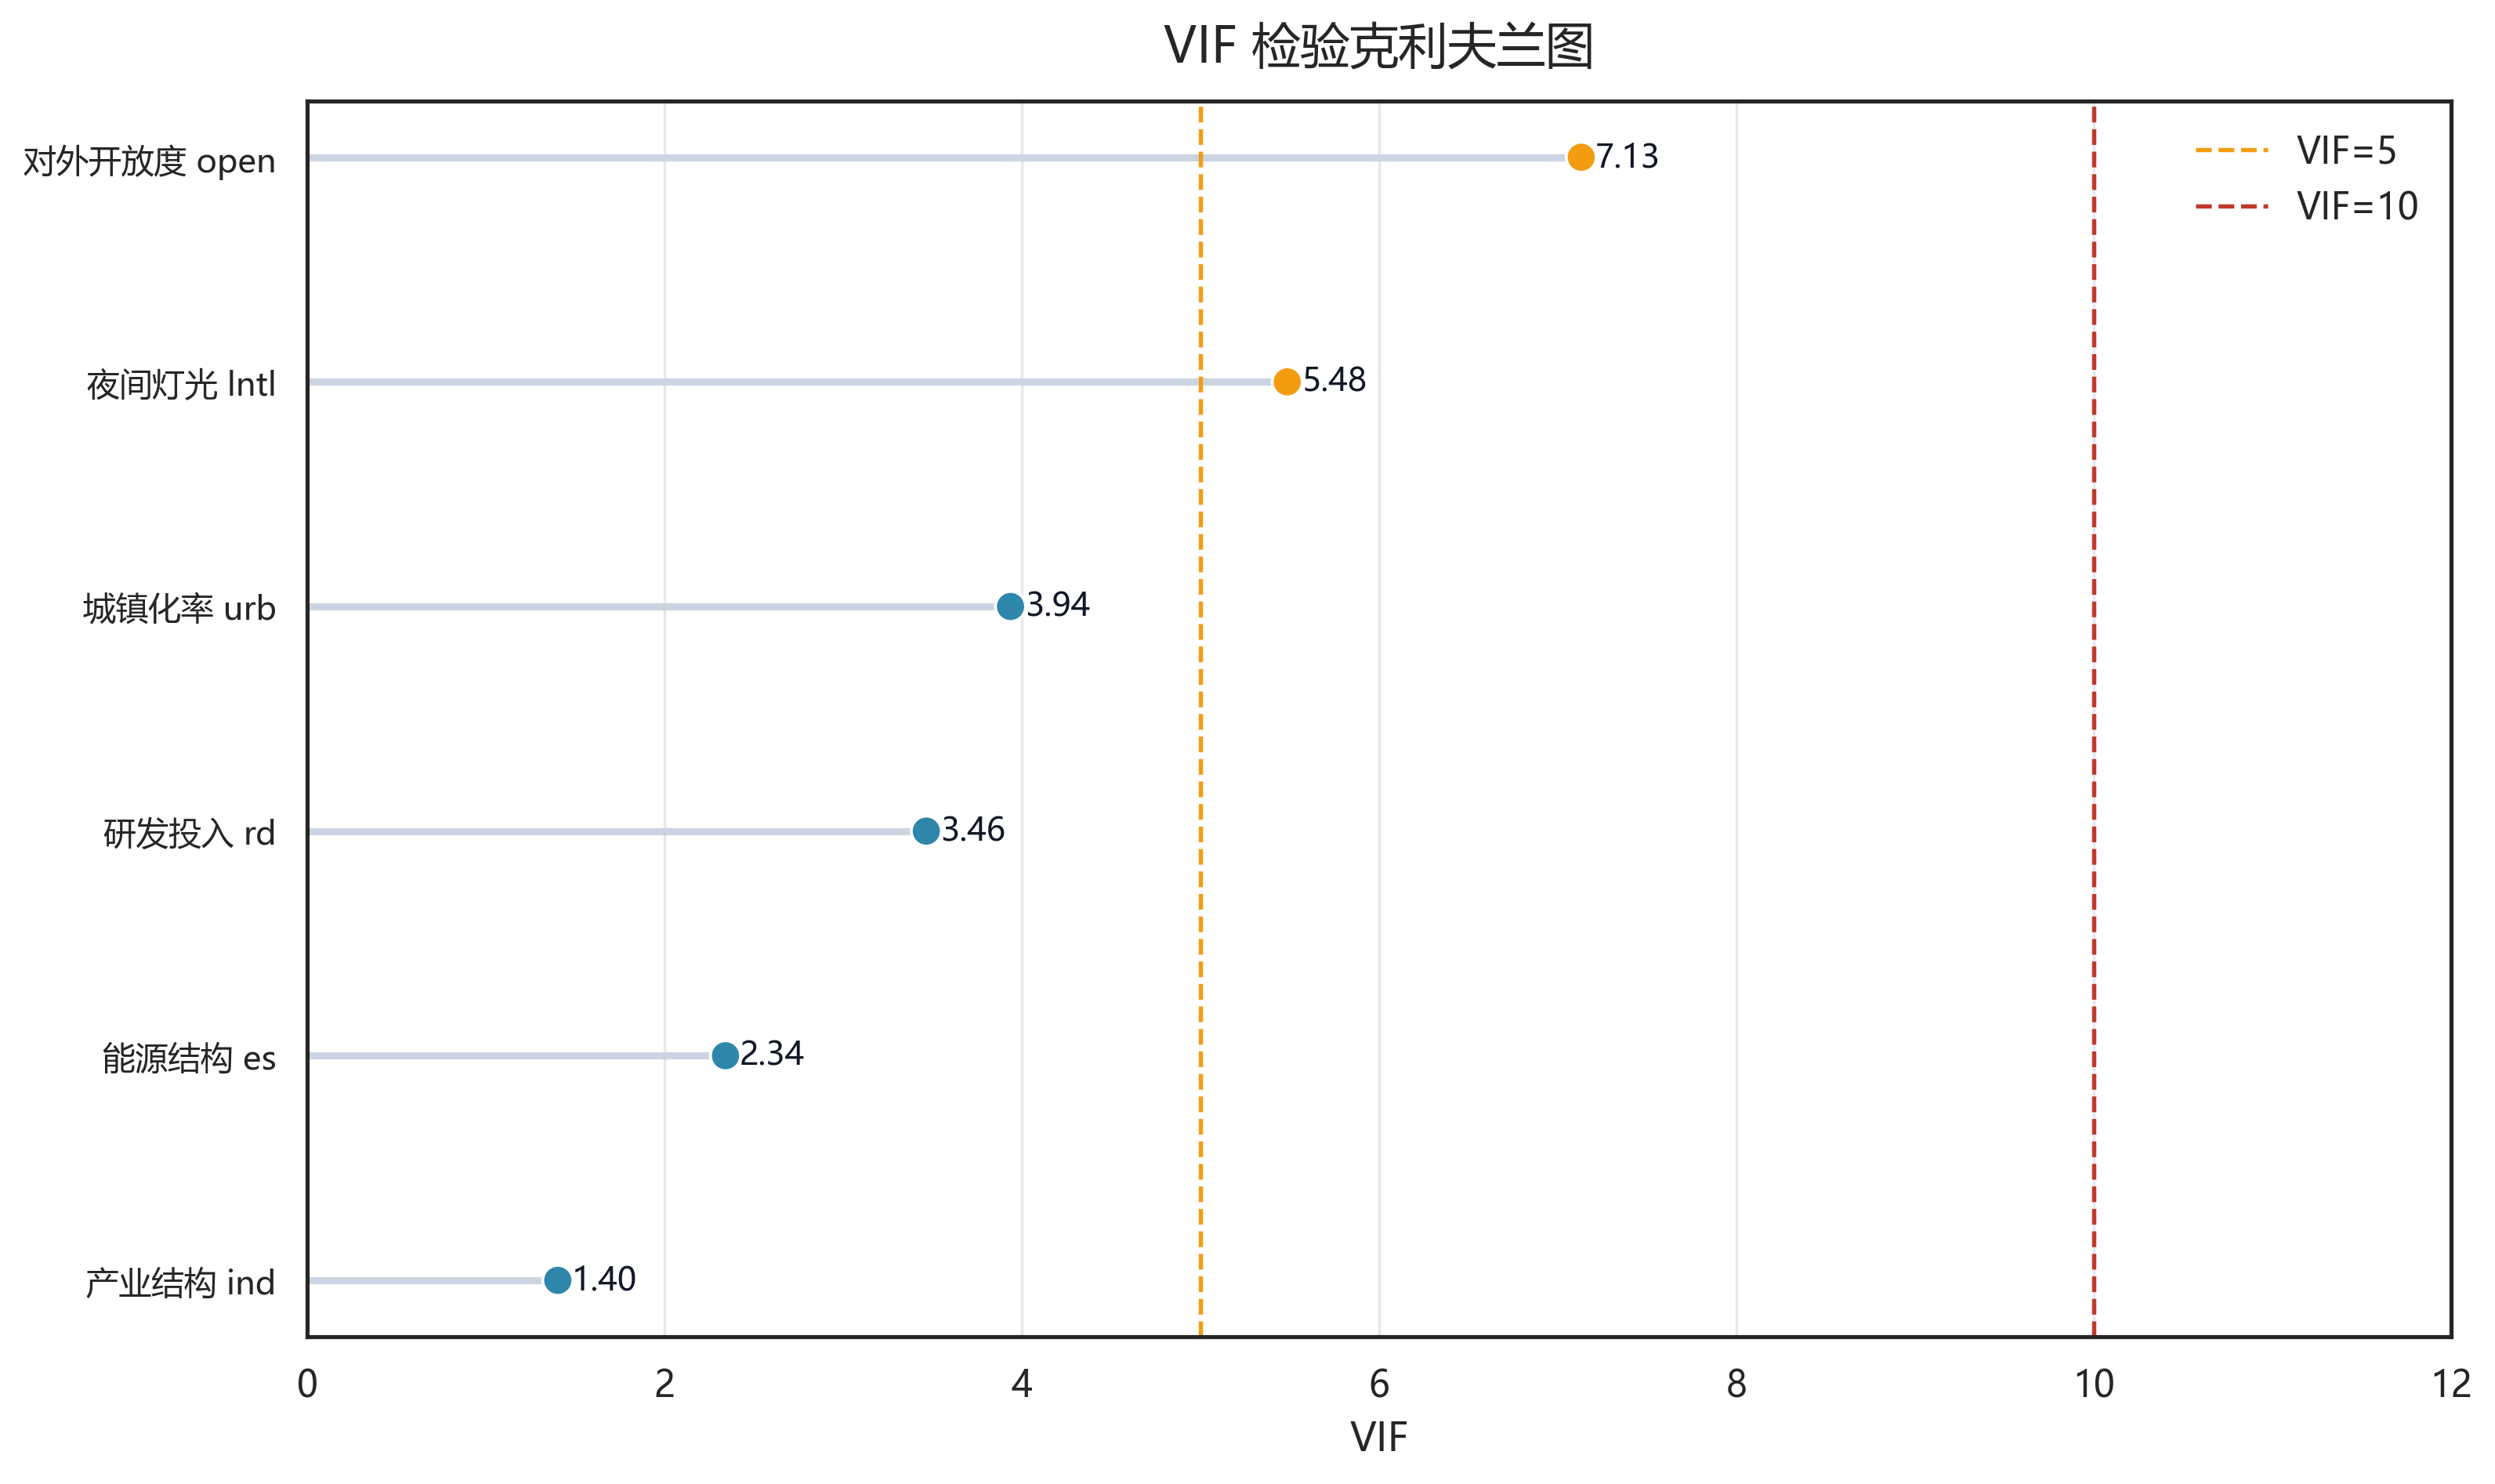 VIF 检验克利夫兰图
VIF=5
VIF=10
对外开放度 open
7.13
夜间灯光 lntl
5.48
城镇化率 urb
3.94
研发投入 rd
3.46
能源结构 es
2.34
产业结构 ind
1.40
0 2 4 6 8 10 12
VIF